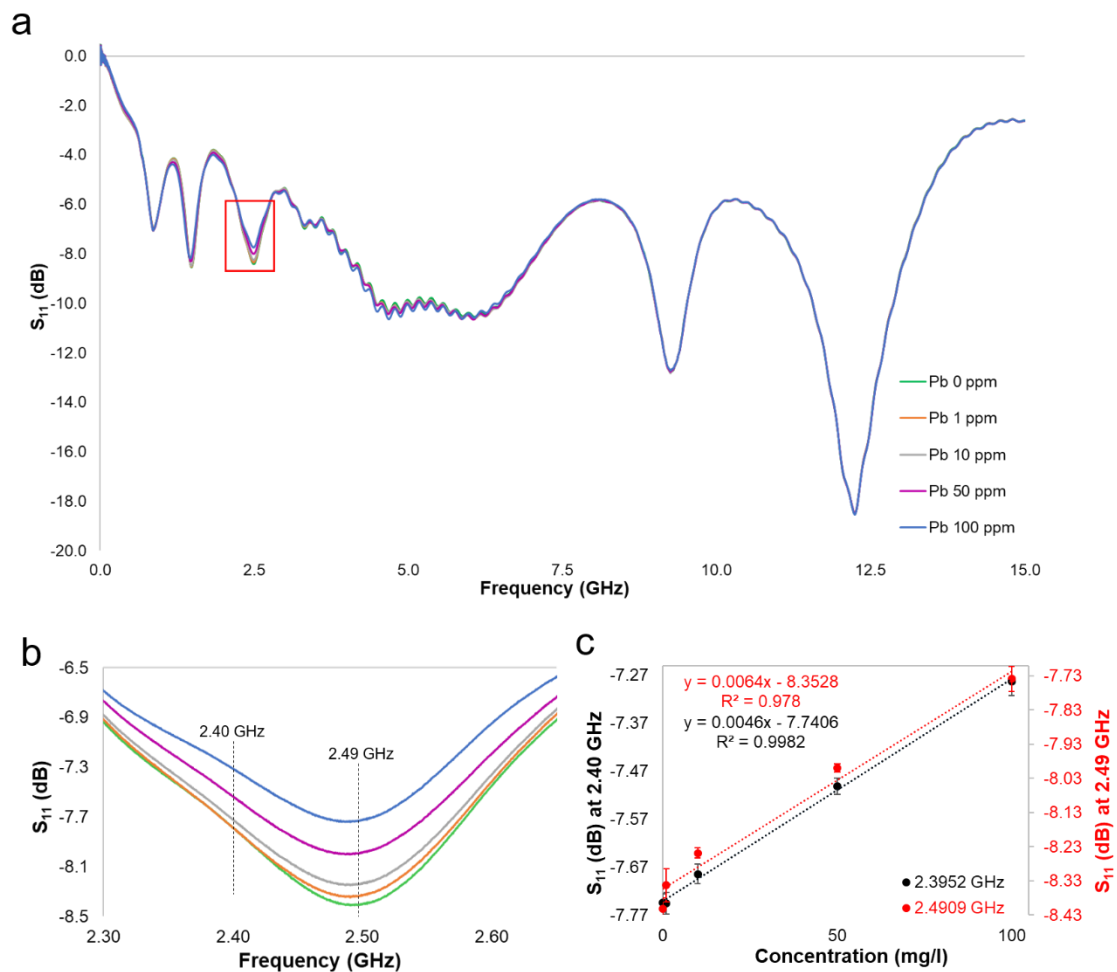 a
0.0
-2.0
-4.0
-6.0
-8.0
-10.0
-12.0
-14.0
-16.0
-18.0
-20.0
S11 (dB)
Pb 0 ppm
Pb 1 ppm
Pb 10 ppm
Pb 50 ppm
Pb 100 ppm
0.0 2.5 5.0 7.5 10.0 12.5 15.0
Frequency (GHz)
b
-6.5
-6.9
-7.3
-7.7
-8.1
-8.5
S11 (dB)
2.40 GHz
2.49 GHz
2.30 2.40 2.50 2.60
Frequency (GHz)
c
-7.27
-7.37
-7.47
-7.57
-7.67
-7.77
S11 (dB) at 2.40 GHz
y = 0.0064x - 8.3528
R² = 0.978
y = 0.0046x - 7.7406
R² = 0.9982
2.3952 GHz
2.4909 GHz
-7.73
-7.83
-7.93
-8.03
-8.13
-8.23
-8.33
-8.43
S11 (dB) at 2.49 GHz
0 50 100
Concentration (mg/l)